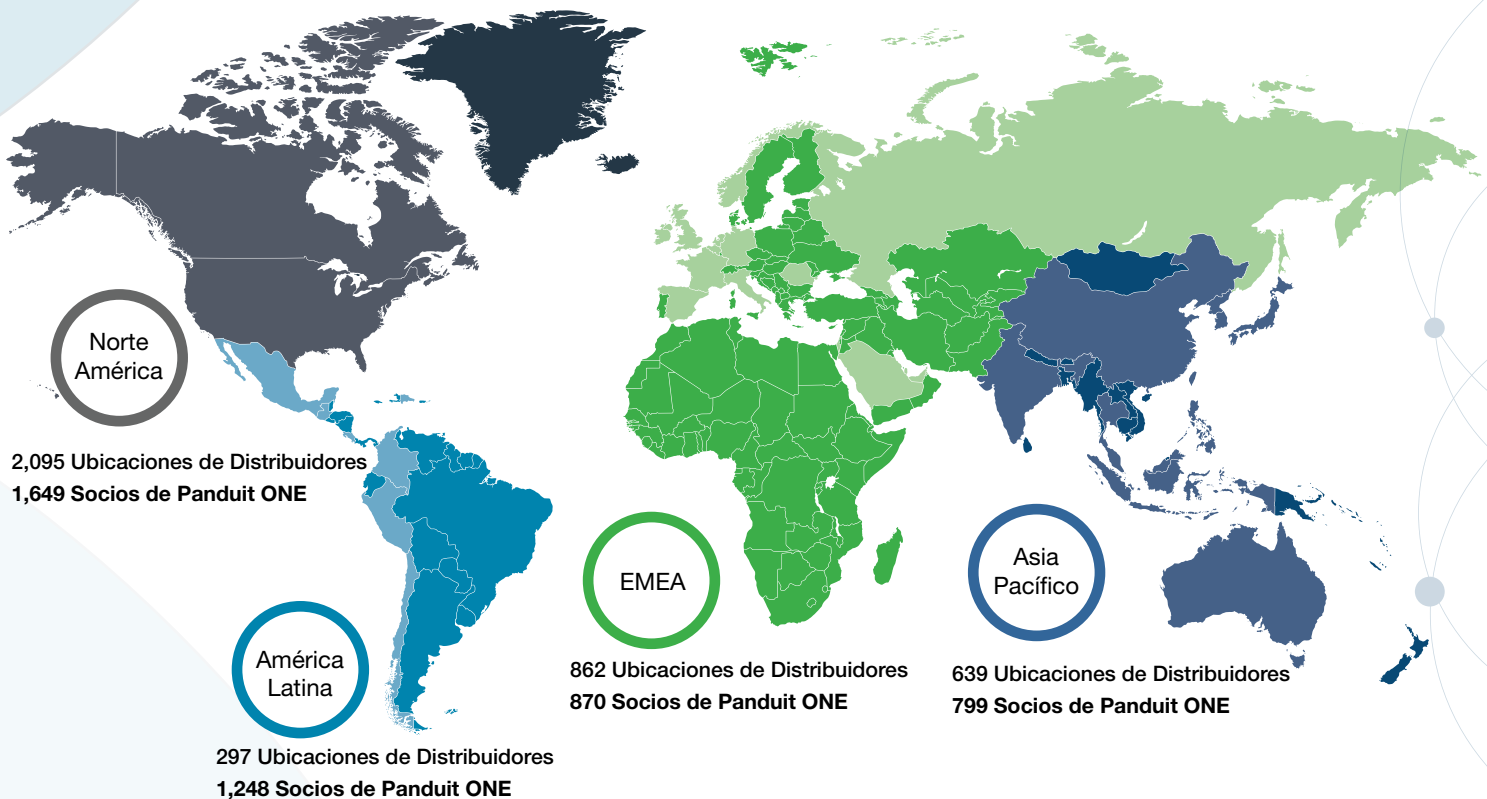 Norte
América
2,095 Ubicaciones de Distribuidores
1,649 Socios de Panduit ONE
América
Latina
297 Ubicaciones de Distribuidores
1,248 Socios de Panduit ONE
EMEA
862 Ubicaciones de Distribuidores
870 Socios de Panduit ONE
Asia
Pacífico
639 Ubicaciones de Distribuidores
799 Socios de Panduit ONE